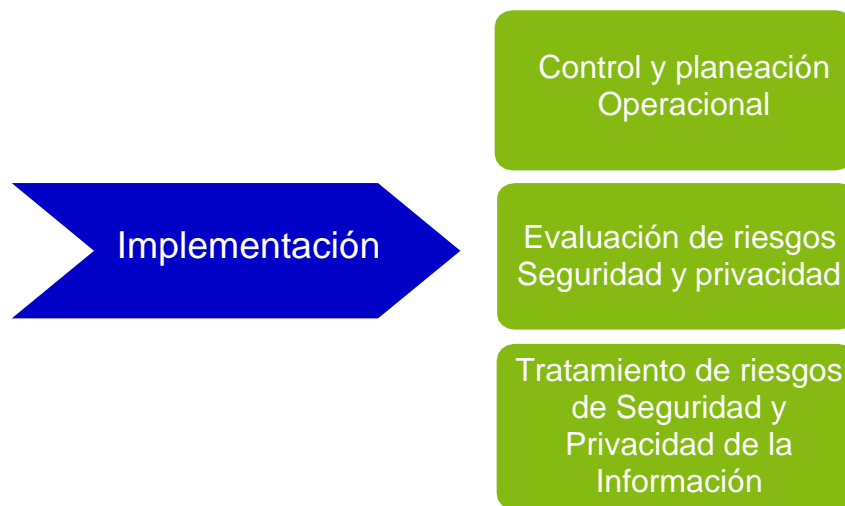 Control y planeación
Operacional
Implementación
Evaluación de riesgos
Seguridad y privacidad
Tratamiento de riesgos
de Seguridad y
Privacidad de la
Información